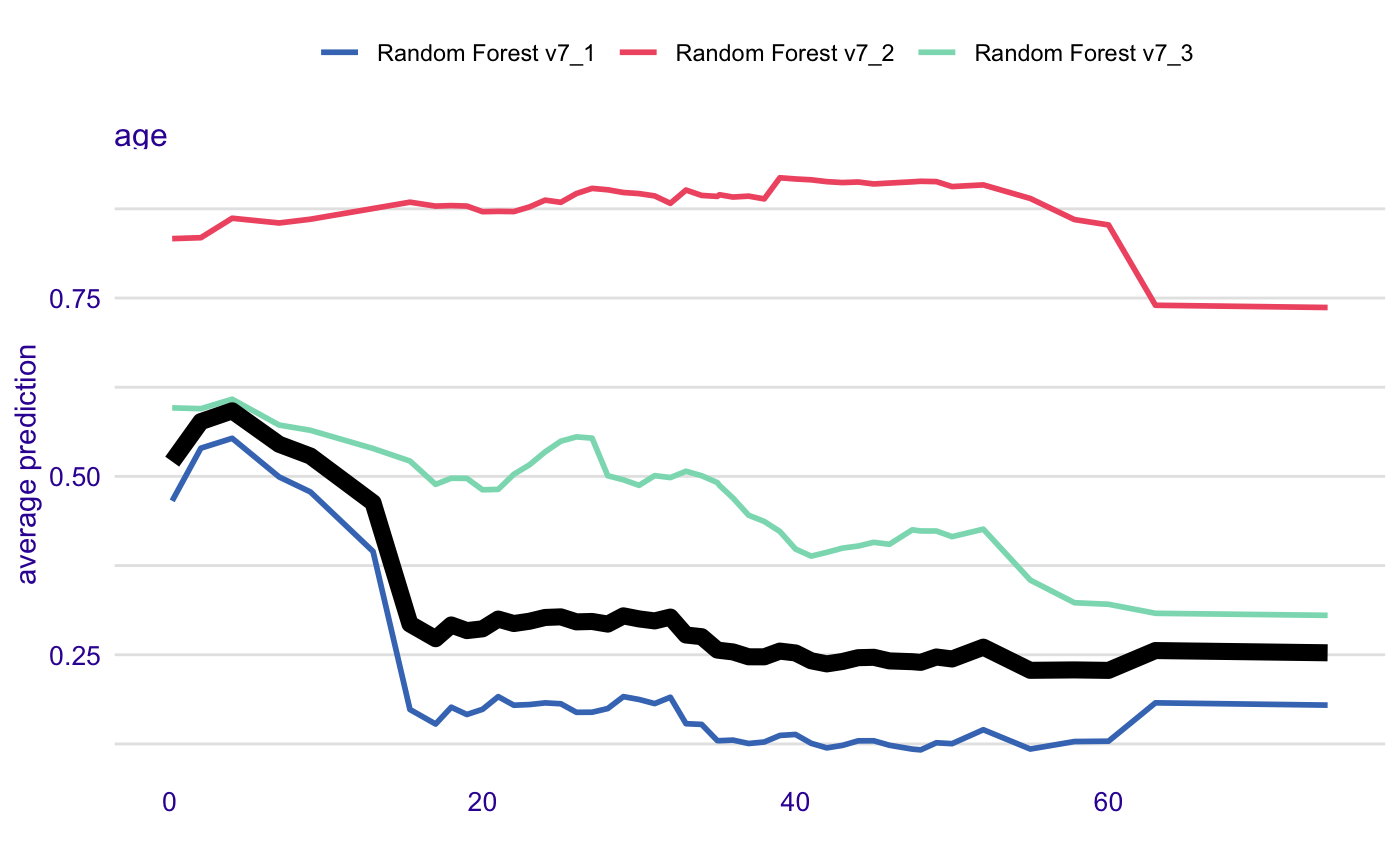 Random Forest v7_1 Random Forest v7_2 Random Forest v7_3
age
average prediction
0.75
0.50
0.25
0 20 40 60